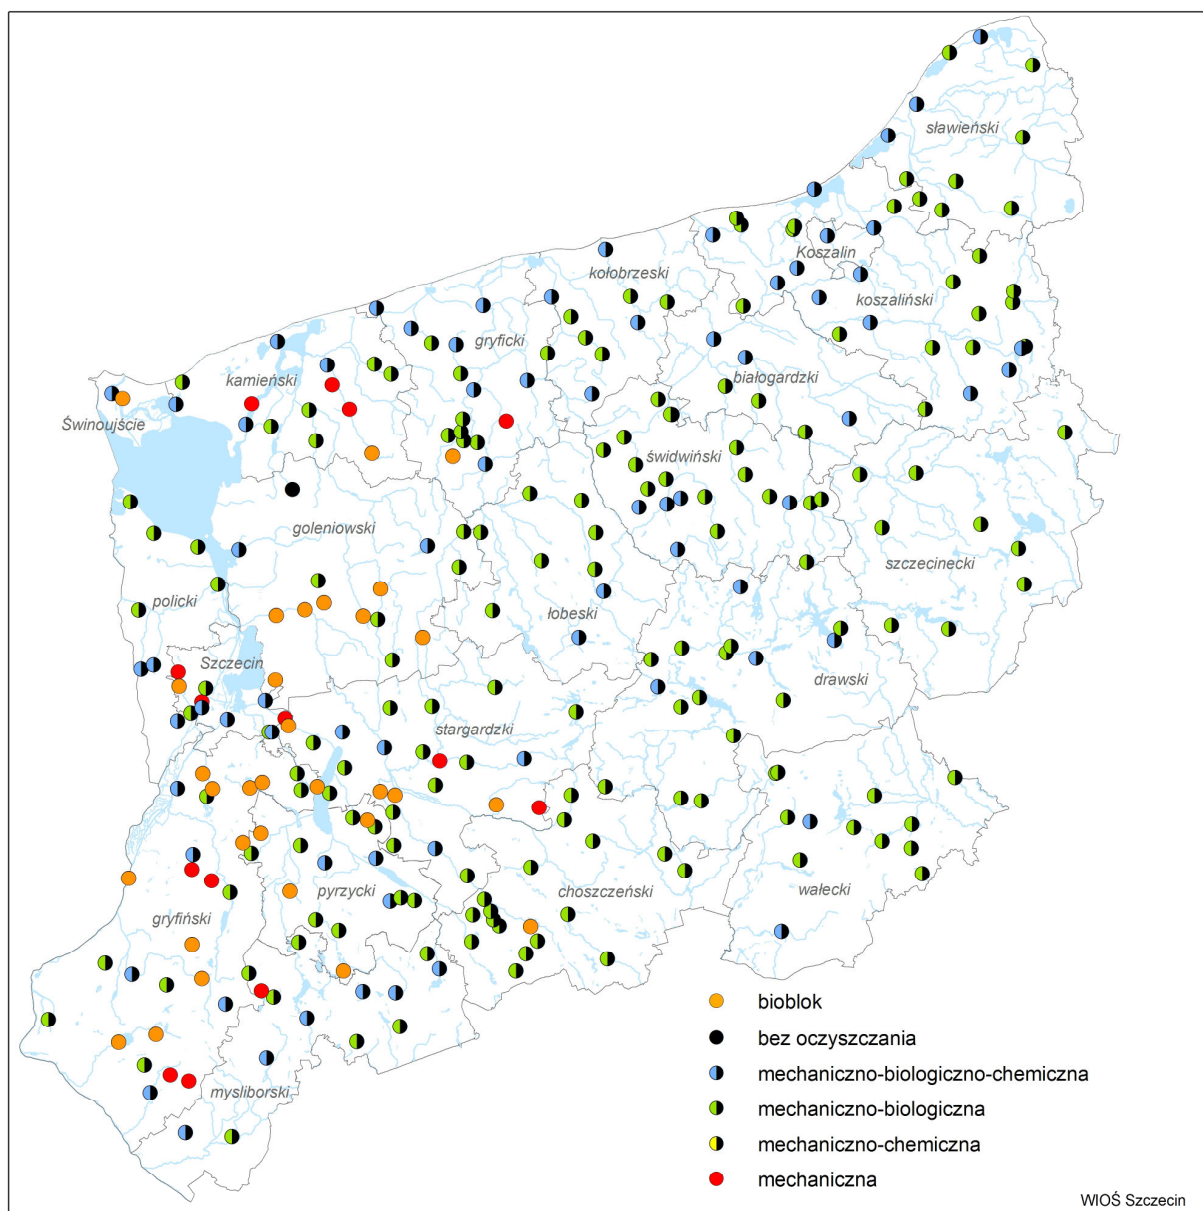 sławieński
Koszalin
kołobrzeski
koszaliński
gryficki
białogardzki
kamieński
Świnoujście
świdwiński
goleniowski
szczecinecki
policki
łobeski
Szczecin
drawski
stargardzki
pyrzycki
choszczeński
wałecki
gryfiński
mysliborski
bioblok
bez oczyszczania
mechaniczno-biologiczno-chemiczna
mechaniczno-biologiczna
mechaniczno-chemiczna
mechaniczna
WIOŚ Szczecin